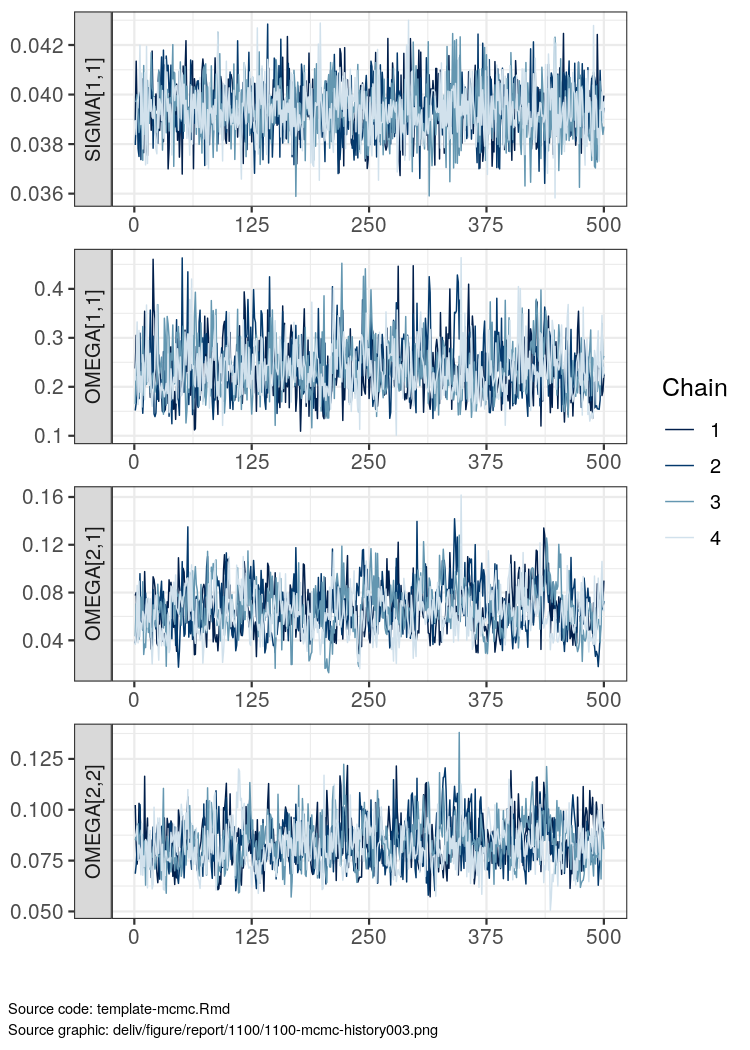 SIGMA[1,1]
0.042
0.040
0.038
0.036
0 125 250 375 500
OMEGA[1,1]
0.4
0.3
0.2
0.1
0 125 250 375 500
Chain
1
2
3
4
OMEGA[2,1]
0.16
0.12
0.08
0.04
0 125 250 375 500
OMEGA[2,2]
0.125
0.100
0.075
0.050
0 125 250 375 500
Source code: template-mcmc.Rmd
Source graphic: deliv/figure/report/1100/1100-mcmc-history003.png